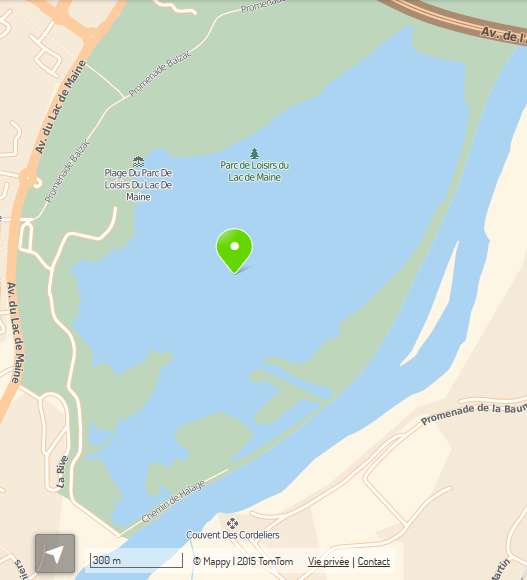 Promenade
Av. de l'
Promenade Balzac
Av. du Lac de Maine
Promenade Balzac
Parc de Loisirs du
Lac de Maine
Plage Du Parc De
Loisirs Du Lac De
Maine
Av. du Lac de Maine
Promenade de la Baum
La Rive
Chemin de Halage
Couvent Des Cordeliers
300 m
© Mappy | 2015 TomTom
Vie privée | Contact
Martin